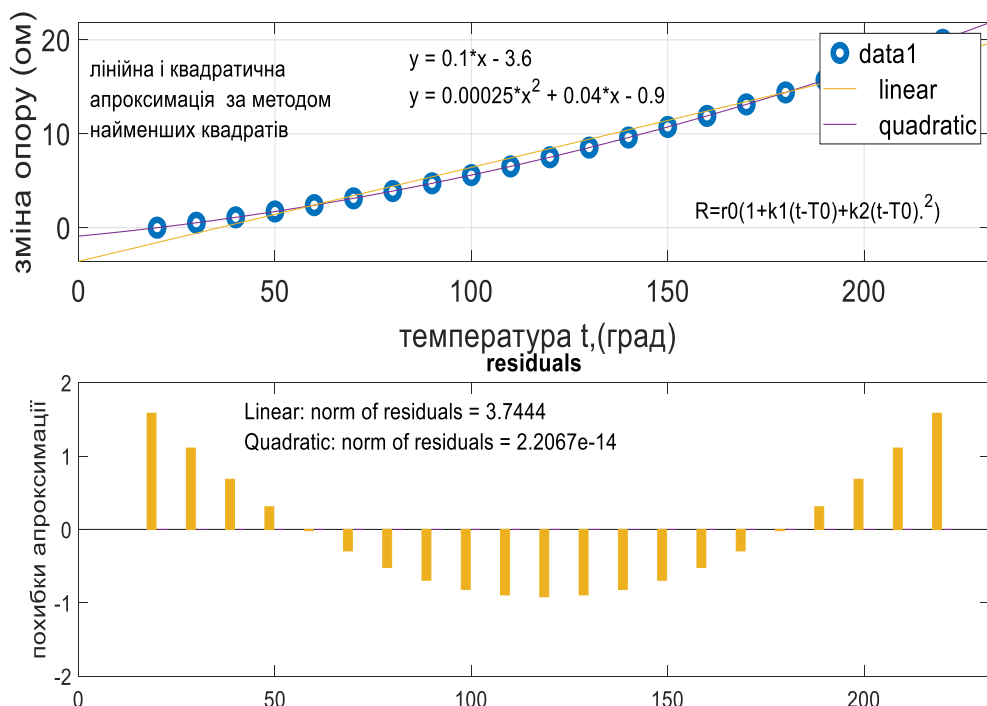 зміна опору (ом)
20
10
0
лінійна і квадратична
апроксимація за методом
найменших квадратів
y = 0.1*x - 3.6
y = 0.00025*x² + 0.04*x - 0.9
data1
linear
quadratic
R=r0(1+k1(t-T0)+k2(t-T0).²)
0 50 100 150 200
температура t,(град)
residuals
похибки апроксимації
2
1
0
-1
-2
Linear: norm of residuals = 3.7444
Quadratic: norm of residuals = 2.2067e-14
0 50 100 150 200